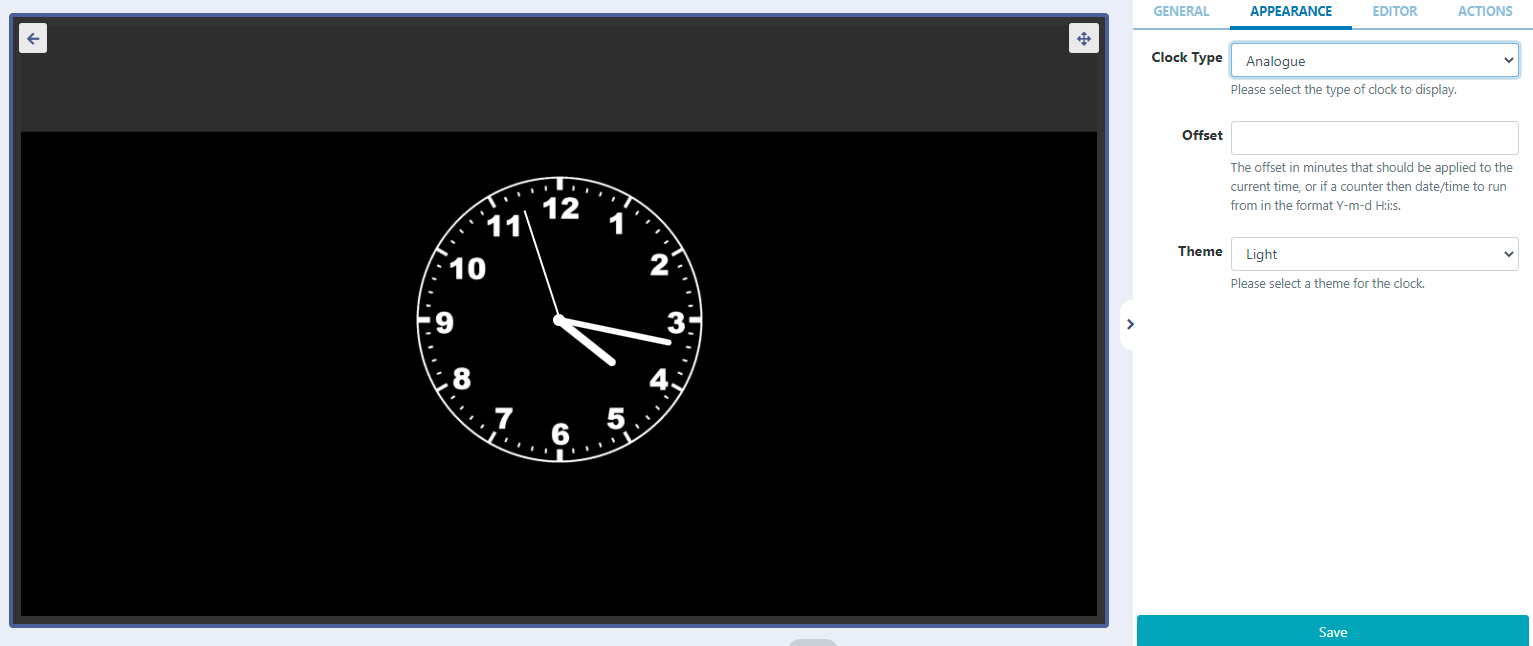 GENERAL APPEARANCE EDITOR ACTIONS
Clock Type Analogue
Please select the type of clock to display.
Offset
The offset in minutes that should be applied to the
current time, or if a counter then date/time to run
from in the format Y-m-d H:i:s.
Theme Light
Please select a theme for the clock.
Save
12
11 1
10 2
9 3
8 4
7 5
6